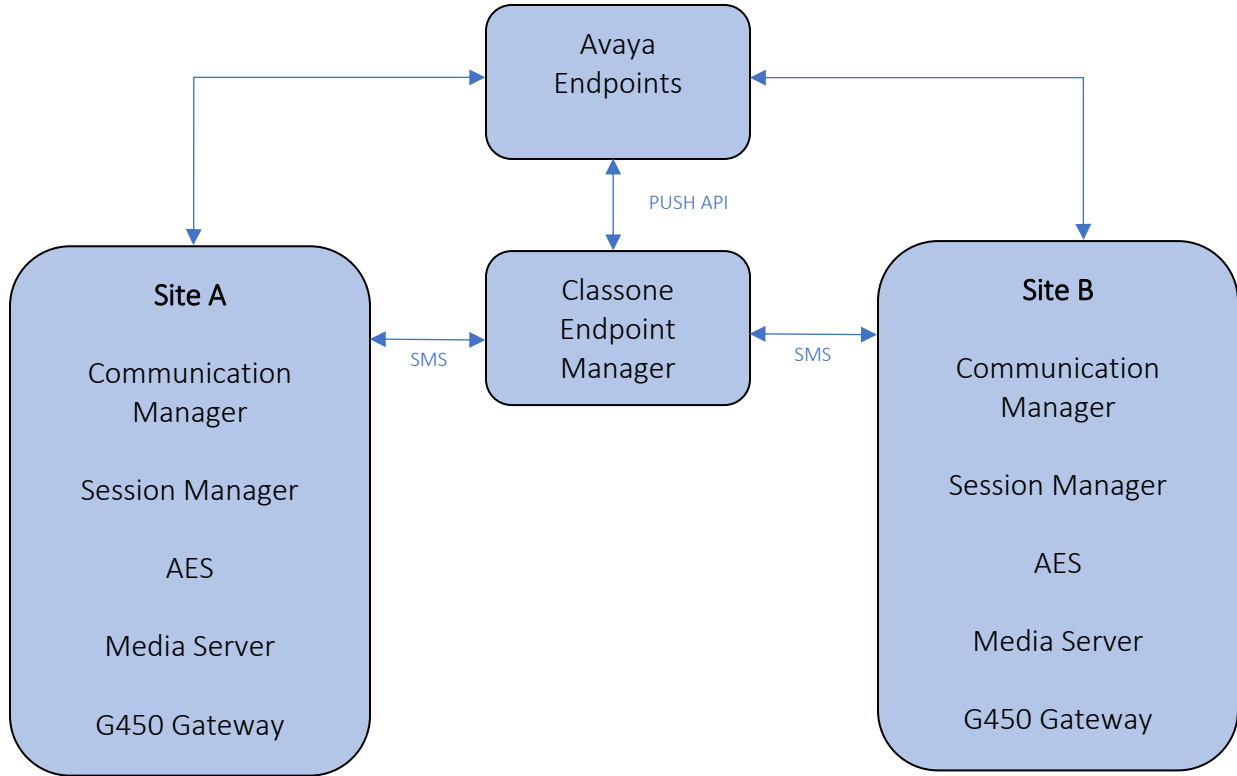 Avaya
Endpoints
PUSH API
Site A
Communication
Manager
Session Manager
AES
Media Server
G450 Gateway
SMS
Classone
Endpoint
Manager
SMS
Site B
Communication
Manager
Session Manager
AES
Media Server
G450 Gateway